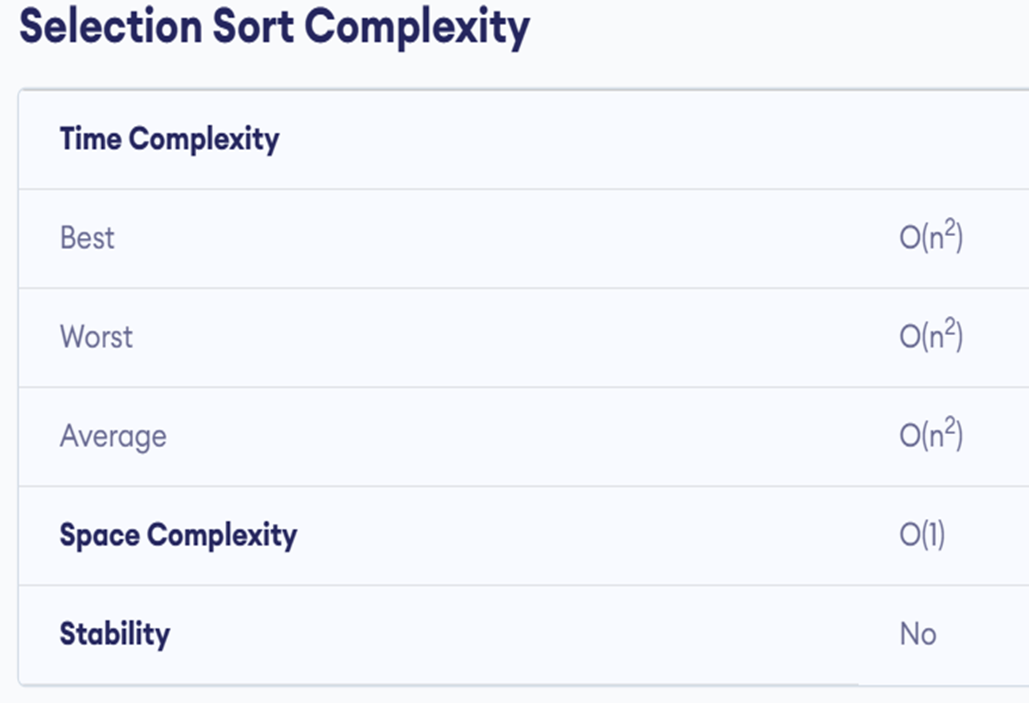 Selection Sort Complexity
Time Complexity
Best O(n²)
Worst O(n²)
Average O(n²)
Space Complexity O(1)
Stability No